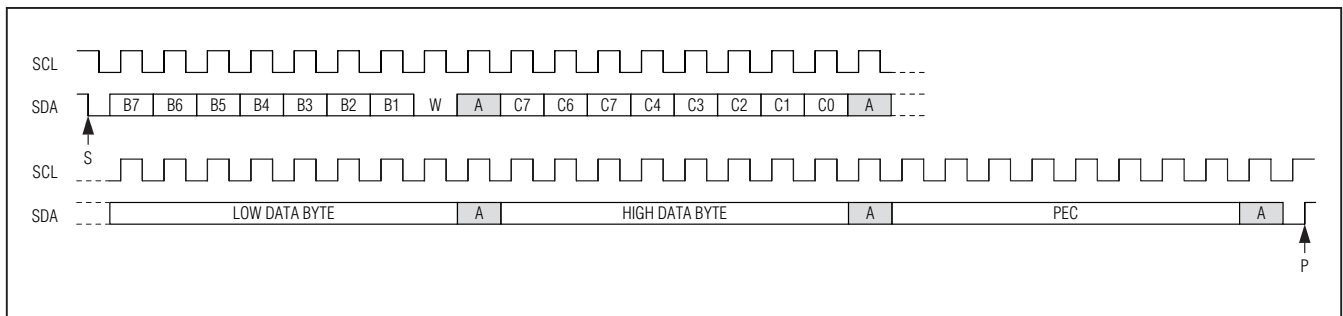 SCL
SDA B7 B6 B5 B4 B3 B2 B1 W A C7 C6 C7 C4 C3 C2 C1 C0 A
S
SCL
SDA LOW DATA BYTE A HIGH DATA BYTE A PEC A
P